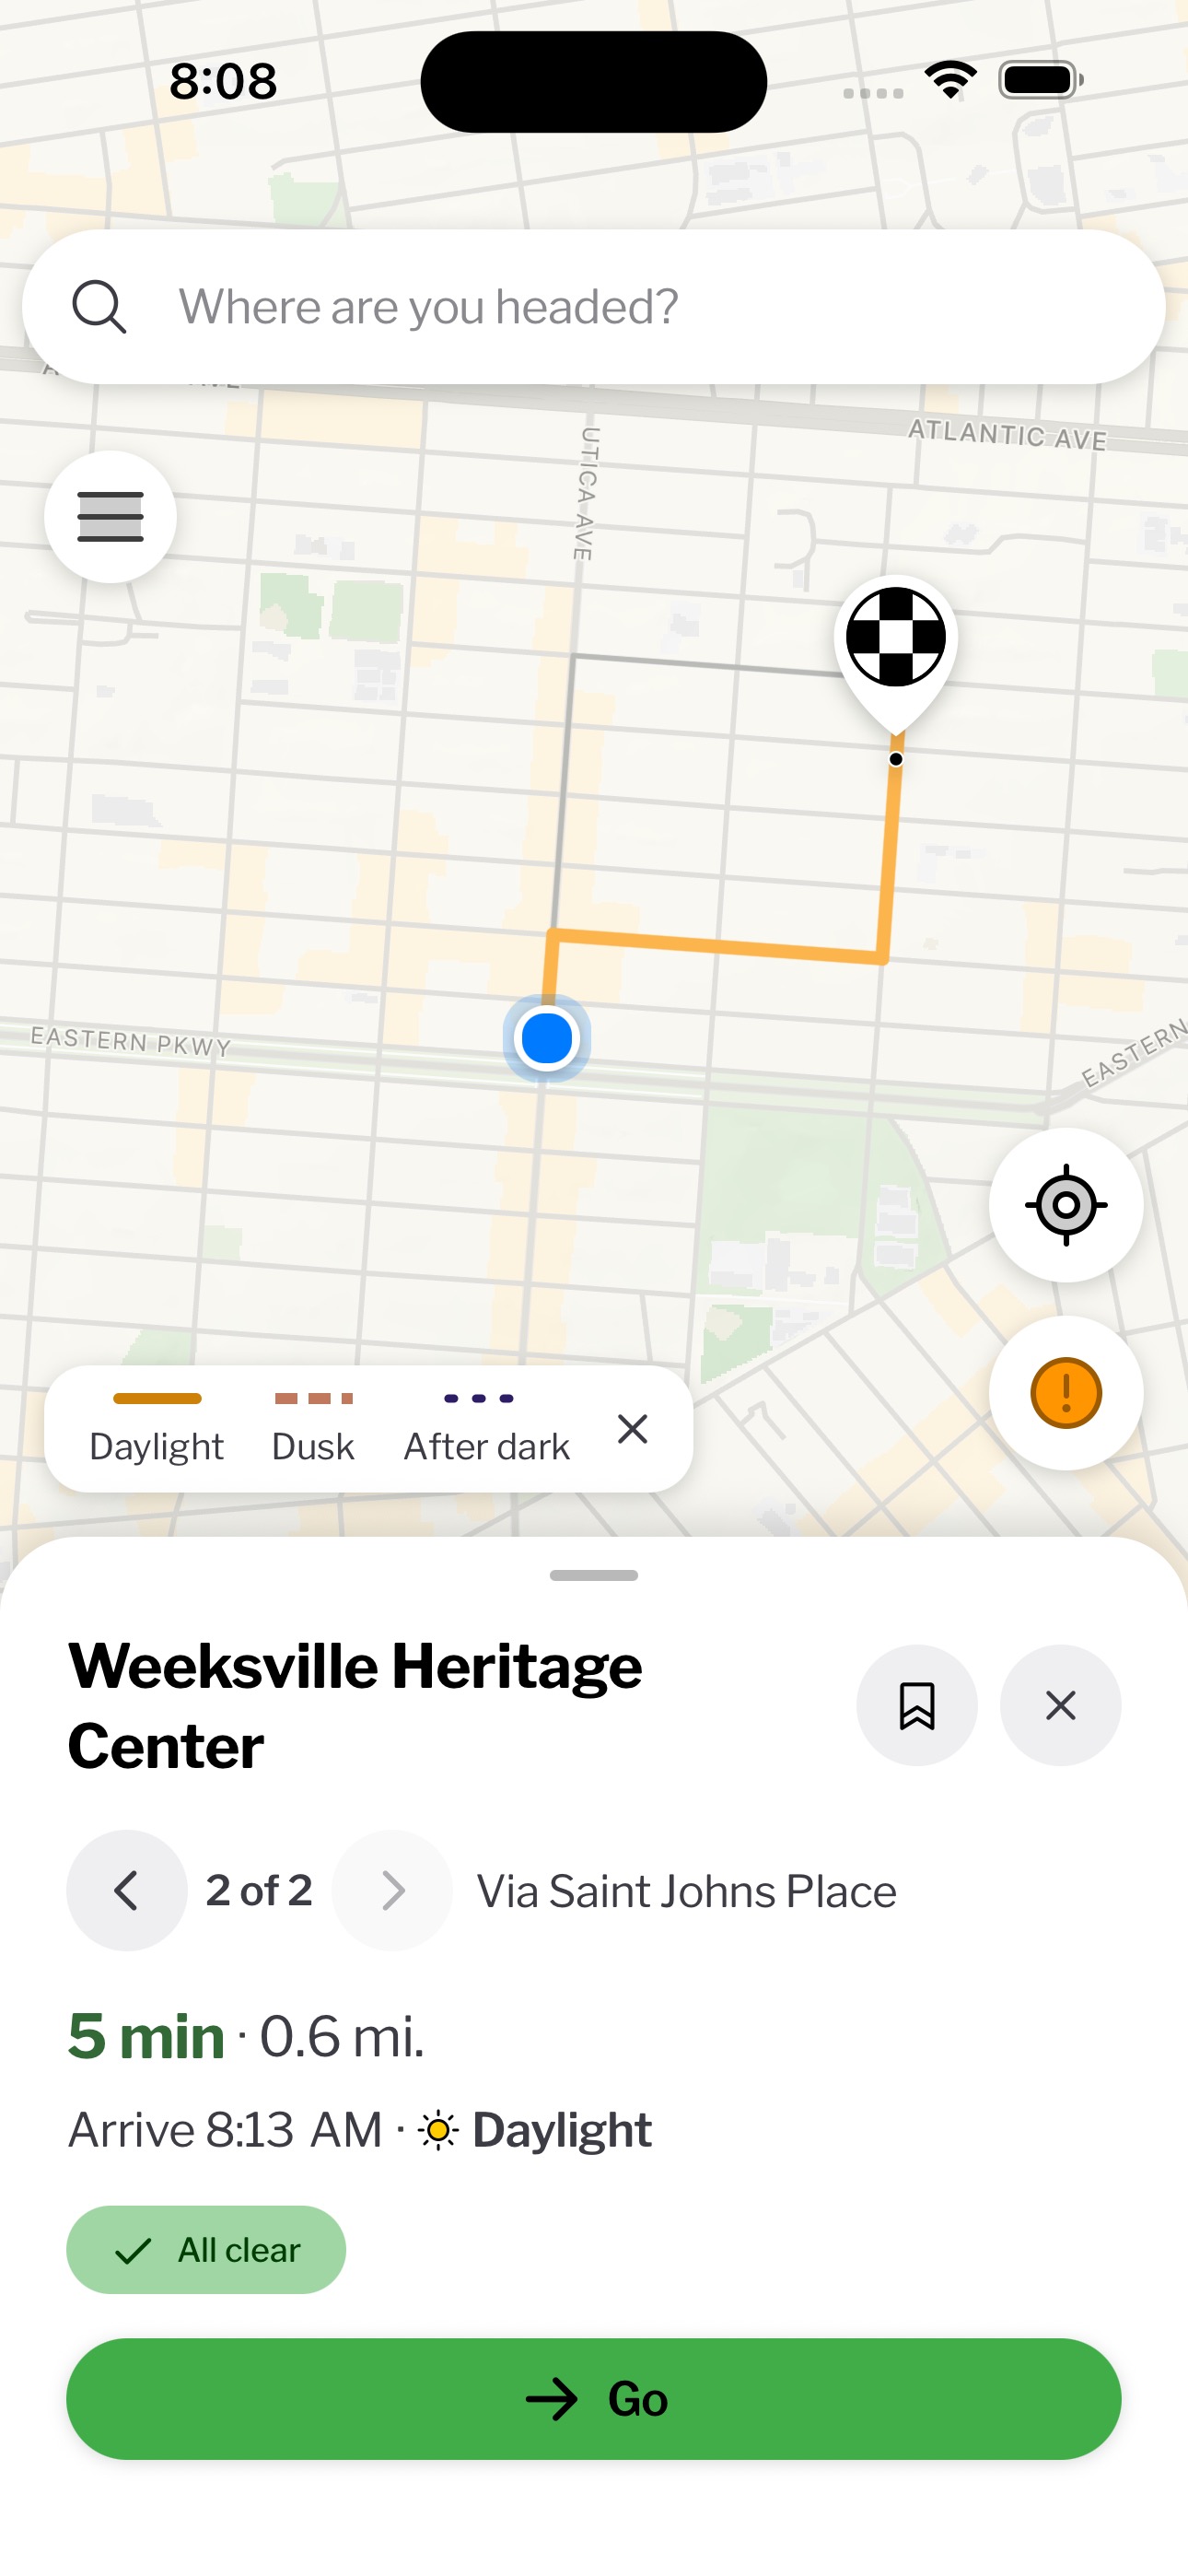 8:08
Where are you headed?
ATLANTIC AVE
UTICA AVE
EASTERN PKWY
EASTERN
Daylight
Dusk
After dark
Weeksville Heritage
Center
2 of 2
Via Saint Johns Place
5 min · 0.6 mi.
Arrive 8:13 AM · Daylight
All clear
Go